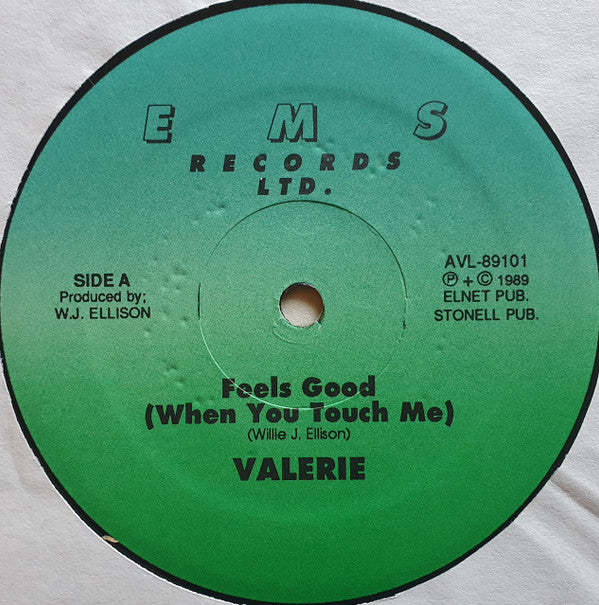 EMS
RECORDS
LTD.
SIDE A
Produced by;
W.J. ELLISON
AVL-89101
Ⓟ + © 1989
ELNET PUB.
STONELL PUB.
Feels Good
(When You Touch Me)
(Willie J. Ellison)
VALERIE